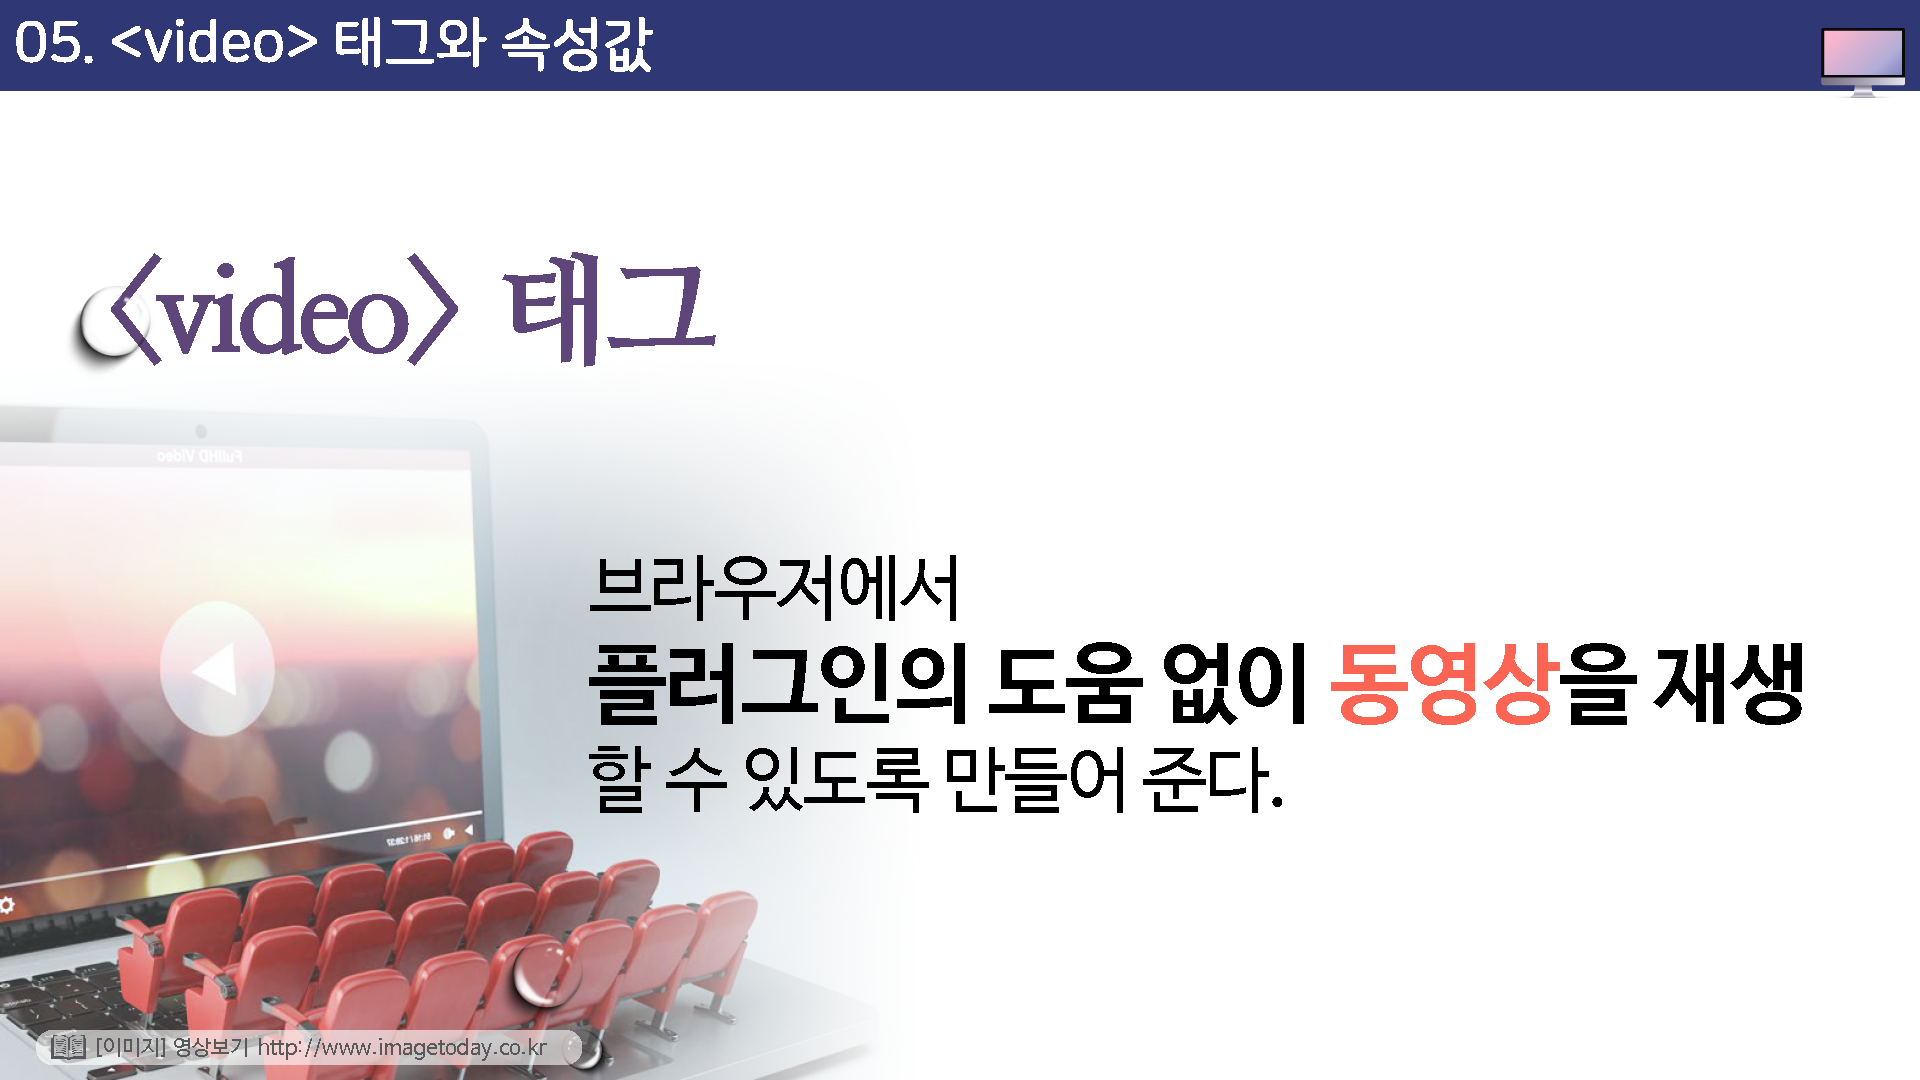 05. <video> 태그와 속성값
<video> 태그
FullHD Video
브라우저에서
플러그인의 도움 없이 동영상을 재생
할 수 있도록 만들어 준다.
[이미지] 영상보기 http://www.imagetoday.co.kr